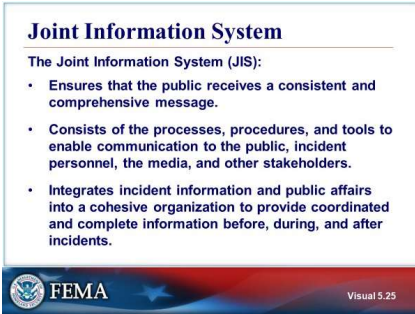 Joint Information System
The Joint Information System (JIS):
• Ensures that the public receives a consistent and
comprehensive message.
• Consists of the processes, procedures, and tools to
enable communication to the public, incident
personnel, the media, and other stakeholders.
• Integrates incident information and public affairs
into a cohesive organization to provide coordinated
and complete information before, during, and after
incidents.
FEMA
Visual 5.25